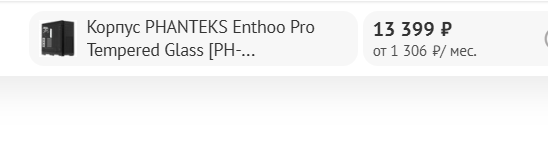 Корпус PHANTEKS Enthoo Pro
Tempered Glass [PH-...
13 399 ₽
от 1 306 ₽/ мес.